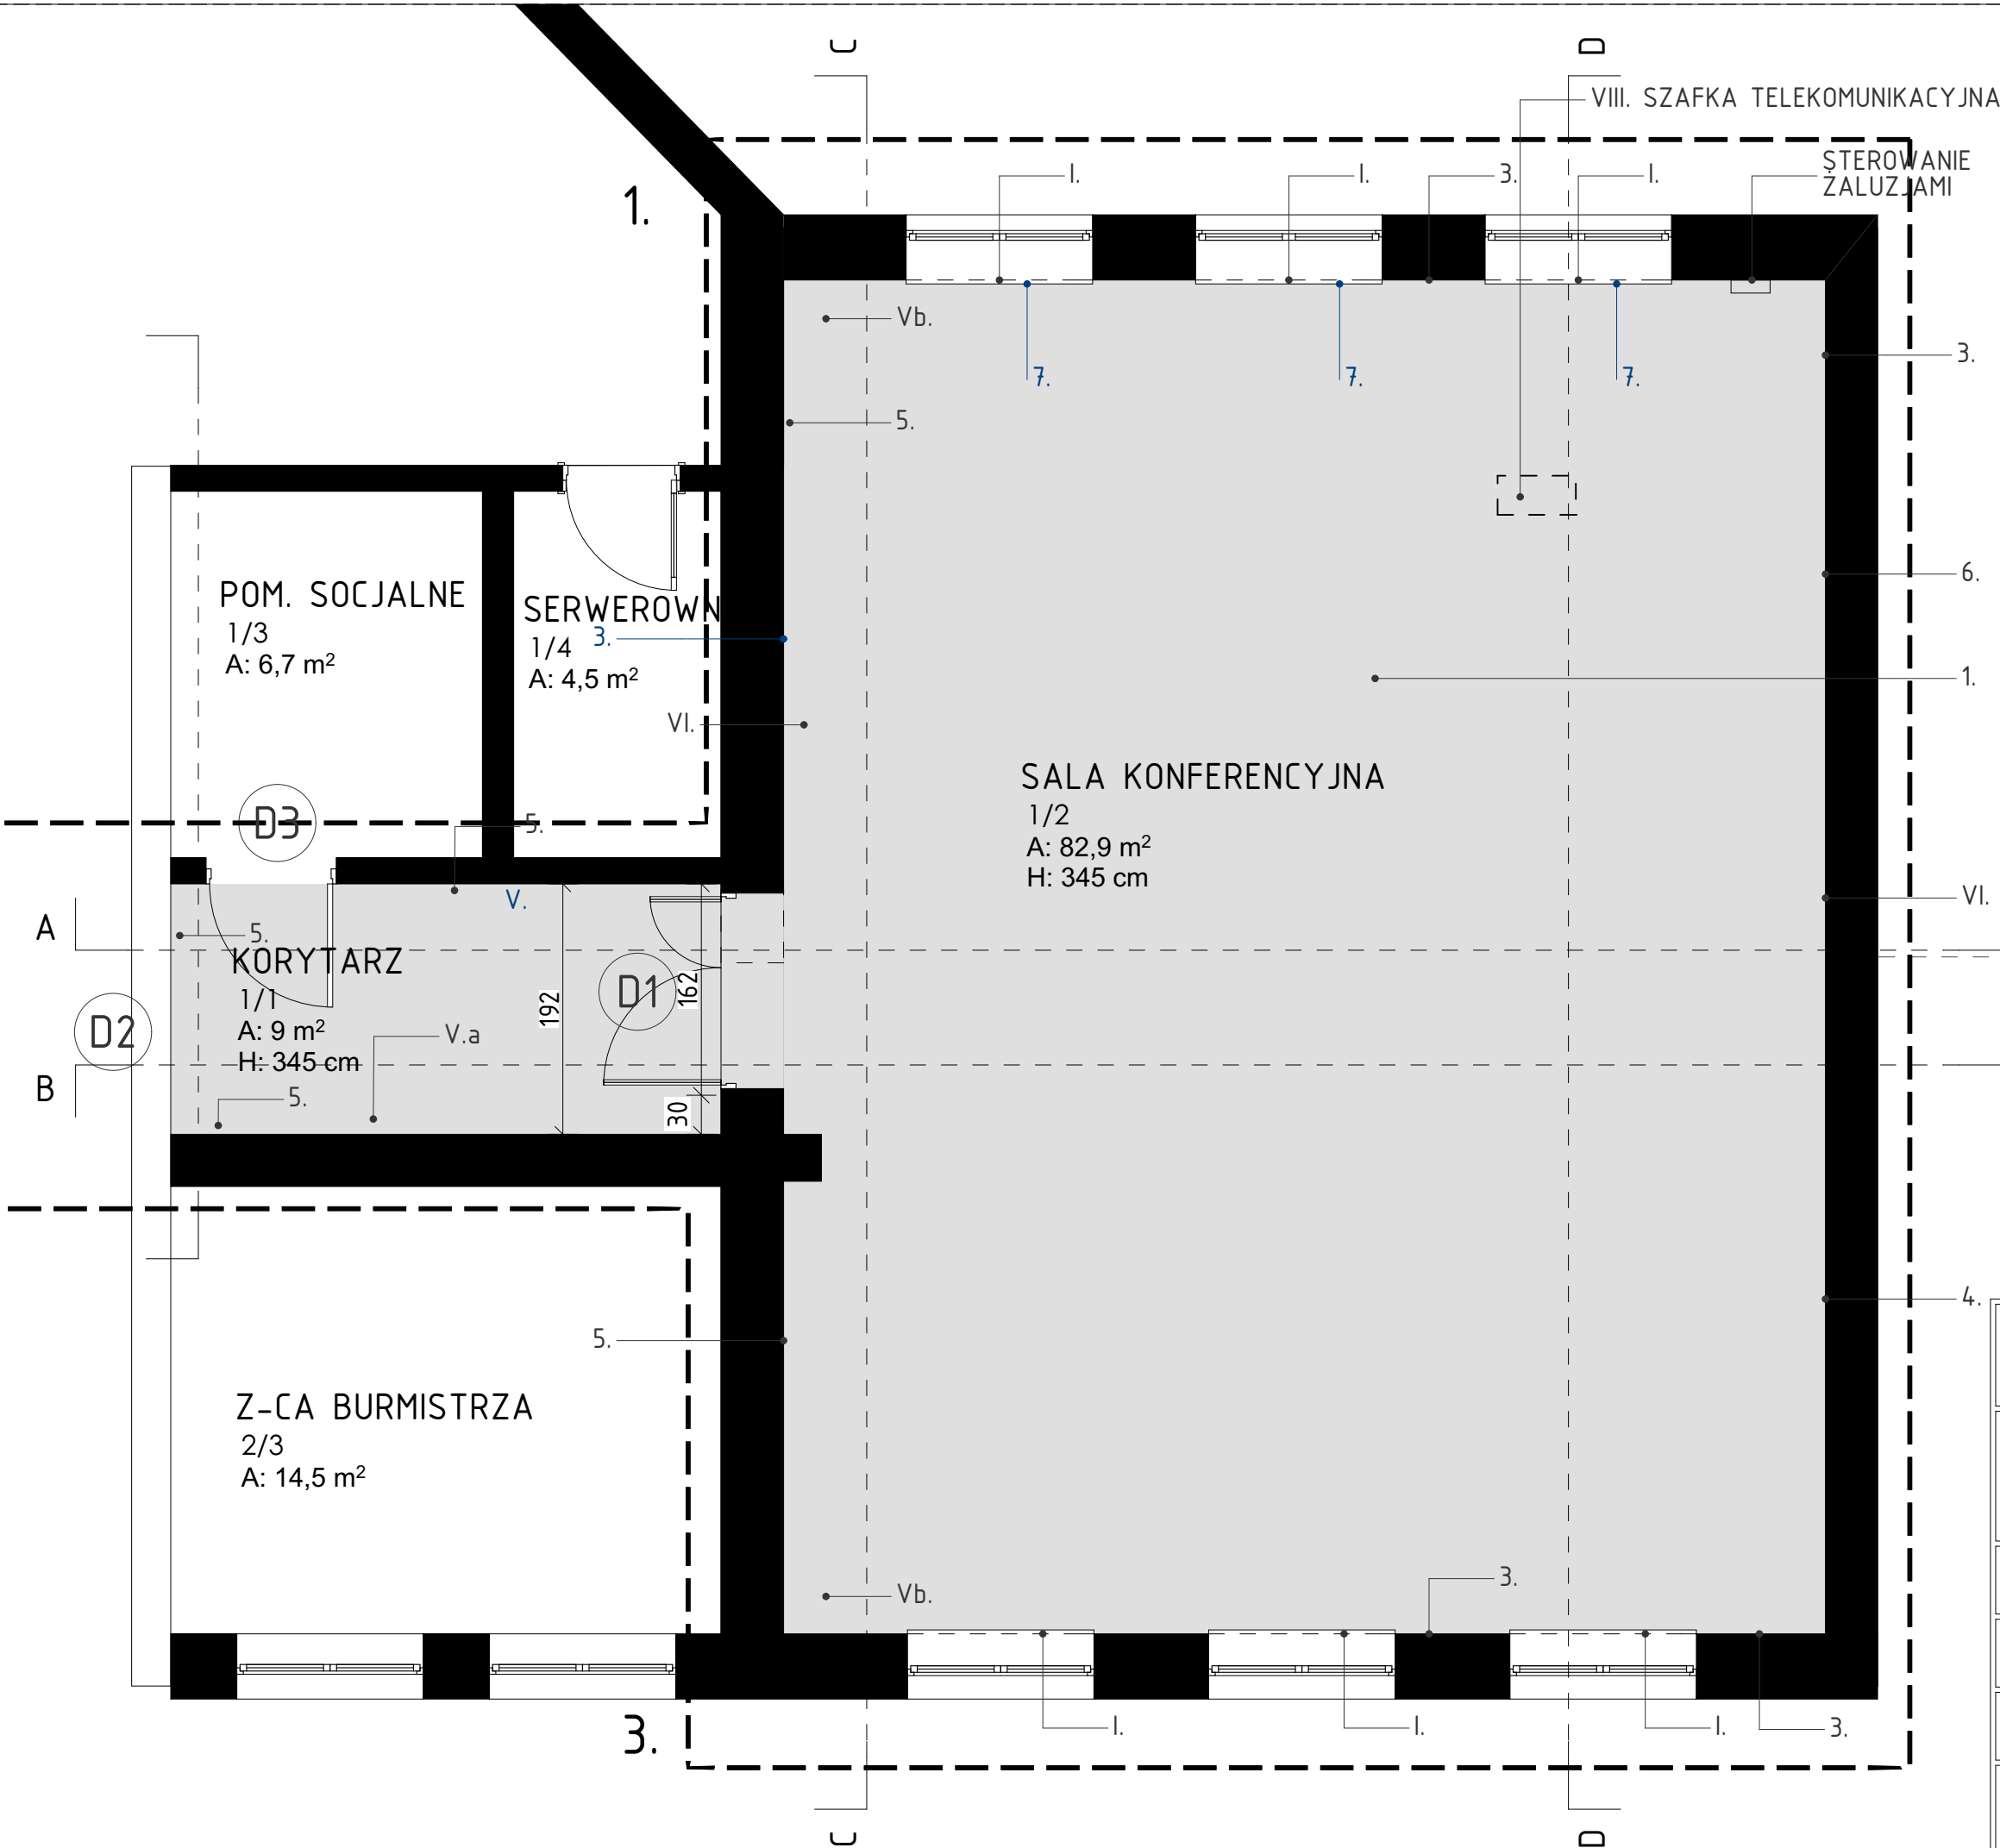 C
D
VIII. SZAFKA TELEKOMUNIKACYJNA
STEROWANIE
ŻALUZJAMI
I.
I.
3.
I.
1.
Vb.
7.
7.
7.
3.
5.
6.
POM. SOCJALNE
1/3
A: 6,7 m²
SERWEROWN
1/4
A: 4,5 m²
3.
1.
VI.
SALA KONFERENCYJNA
1/2
A: 82,9 m²
H: 345 cm
D3
5.
V.
VI.
A
5.
KORYTARZ
1/1
A: 9 m²
H: 345 cm
D2
V.a
192
D1
162
B
5.
30
4.
5.
Z-CA BURMISTRZA
2/3
A: 14,5 m²
Vb.
3.
3.
I.
I.
I.
3.
C
D